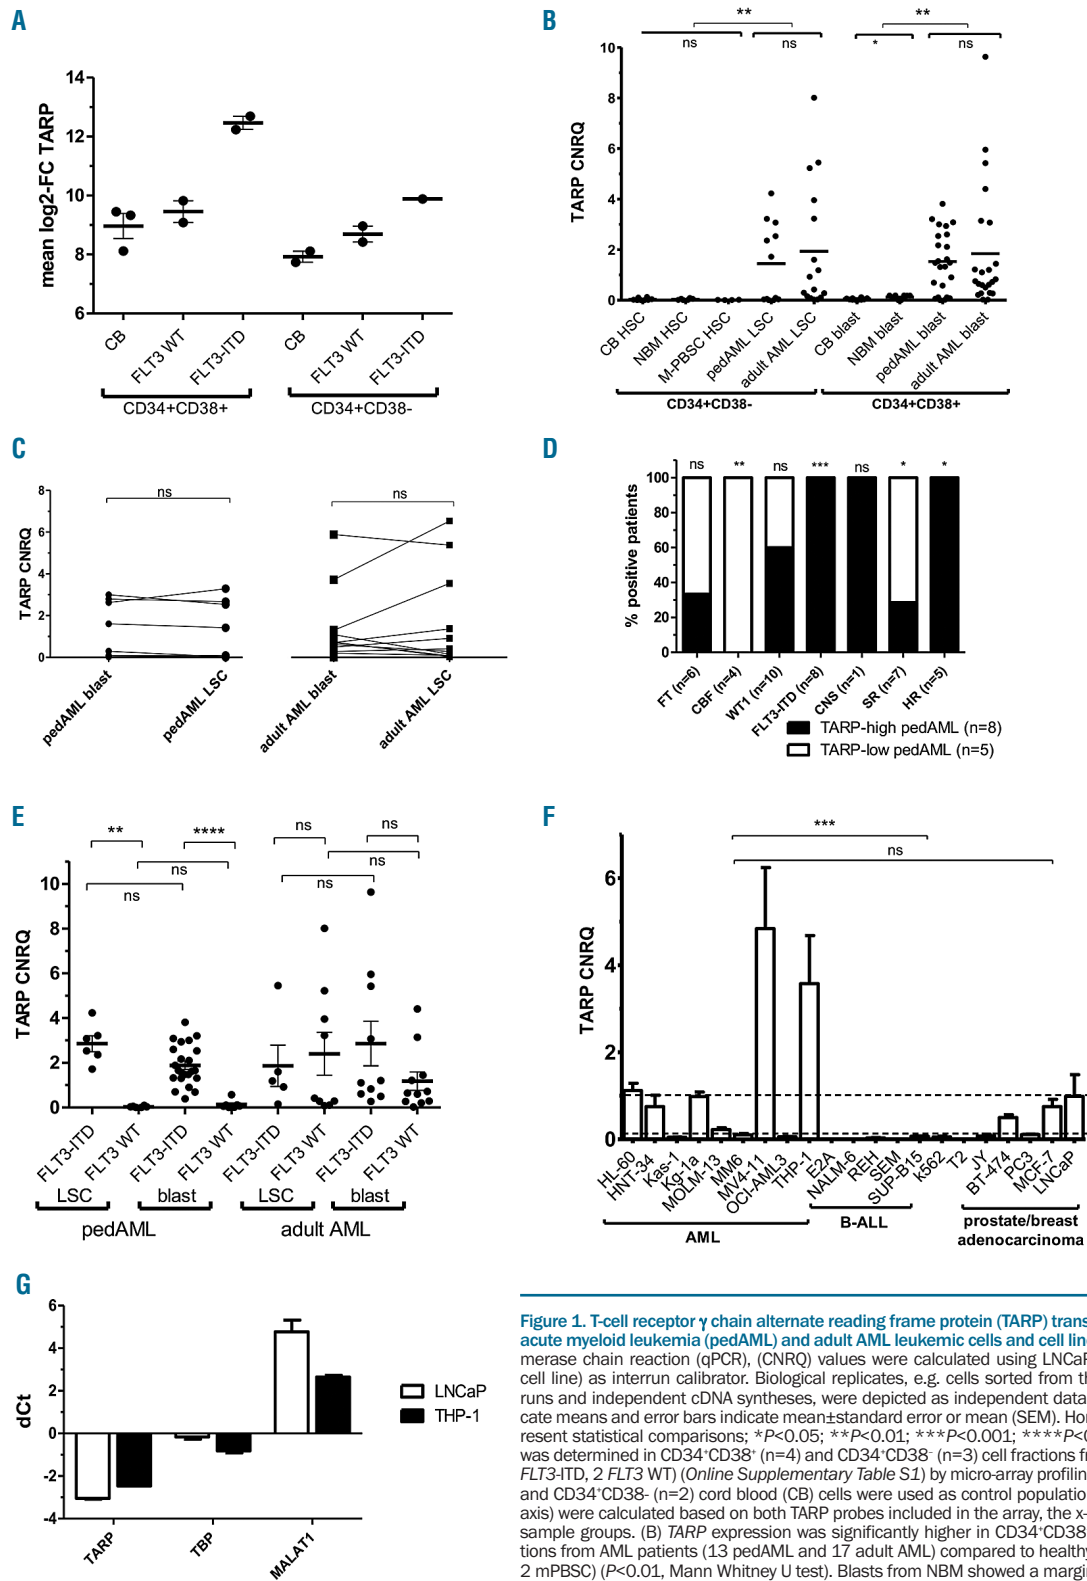 A
mean log2-FC TARP
14
12
10
8
6
CB
FLT3 WT
FLT3-ITD
CB
FLT3 WT
FLT3-ITD
CD34+CD38+
CD34+CD38-
B
TARP CNRQ
** **
ns ns * ns
10
8
6
4
2
0
CB HSC
NBM HSC
M-PBSC HSC
pedAML LSC
adult AML LSC
CB blast
NBM blast
pedAML blast
adult AML blast
CD34+CD38-
CD34+CD38+
C
TARP CNRQ
8
6
4
2
0
ns
ns
pedAML blast
pedAML LSC
adult AML blast
adult AML LSC
D
% positive patients
ns ** ns *** ns * *
100
80
60
40
20
0
FT (n=6)
CBF (n=4)
WT1 (n=10)
FLT3-ITD (n=8)
CNS (n=1)
SR (n=7)
HR (n=5)
TARP-high pedAML (n=8)
TARP-low pedAML (n=5)
E
TARP CNRQ
** **** ns ns
ns ns
ns ns
10
8
6
4
2
0
FLT3-ITD
FLT3 WT
FLT3-ITD
FLT3 WT
FLT3-ITD
FLT3 WT
FLT3-ITD
FLT3 WT
LSC
blast
LSC
blast
pedAML
adult AML
F
TARP CNRQ
***
ns
6
4
2
0
HL-60
HNT-34
Kas-1
Kg-1a
MOLM-13
MM6
MV4-11
OCI-AML3
THP-1
E2A
NALM-6
REH
SEM
SUP-B15
k562
T2
JY
BT-474
PC3
MCF-7
LNCaP
AML
B-ALL
prostate/breast
adenocarcinoma
G
dCt
6
4
2
0
-2
-4
LNCaP
THP-1
TARP
TBP
MALAT1
Figure 1. T-cell receptor γ chain alternate reading frame protein (TARP) trans
acute myeloid leukemia (pedAML) and adult AML leukemic cells and cell lin
merase chain reaction (qPCR), (CNRQ) values were calculated using LNCaP
cell line) as interrun calibrator. Biological replicates, e.g. cells sorted from th
runs and independent cDNA syntheses, were depicted as independent data
cate means and error bars indicate mean±standard error or mean (SEM). Hor
resent statistical comparisons; *P<0.05; **P<0.01; ***P<0.001; ****P<0
was determined in CD34⁺CD38⁺ (n=4) and CD34⁺CD38⁻ (n=3) cell fractions fr
FLT3-ITD, 2 FLT3 WT) (Online Supplementary Table S1) by micro-array profilin
and CD34⁺CD38- (n=2) cord blood (CB) cells were used as control population
axis) were calculated based on both TARP probes included in the array, the x-
sample groups. (B) TARP expression was significantly higher in CD34⁺CD38
tions from AML patients (13 pedAML and 17 adult AML) compared to healthy
2 mPBSC) (P<0.01, Mann Whitney U test). Blasts from NBM showed a margin